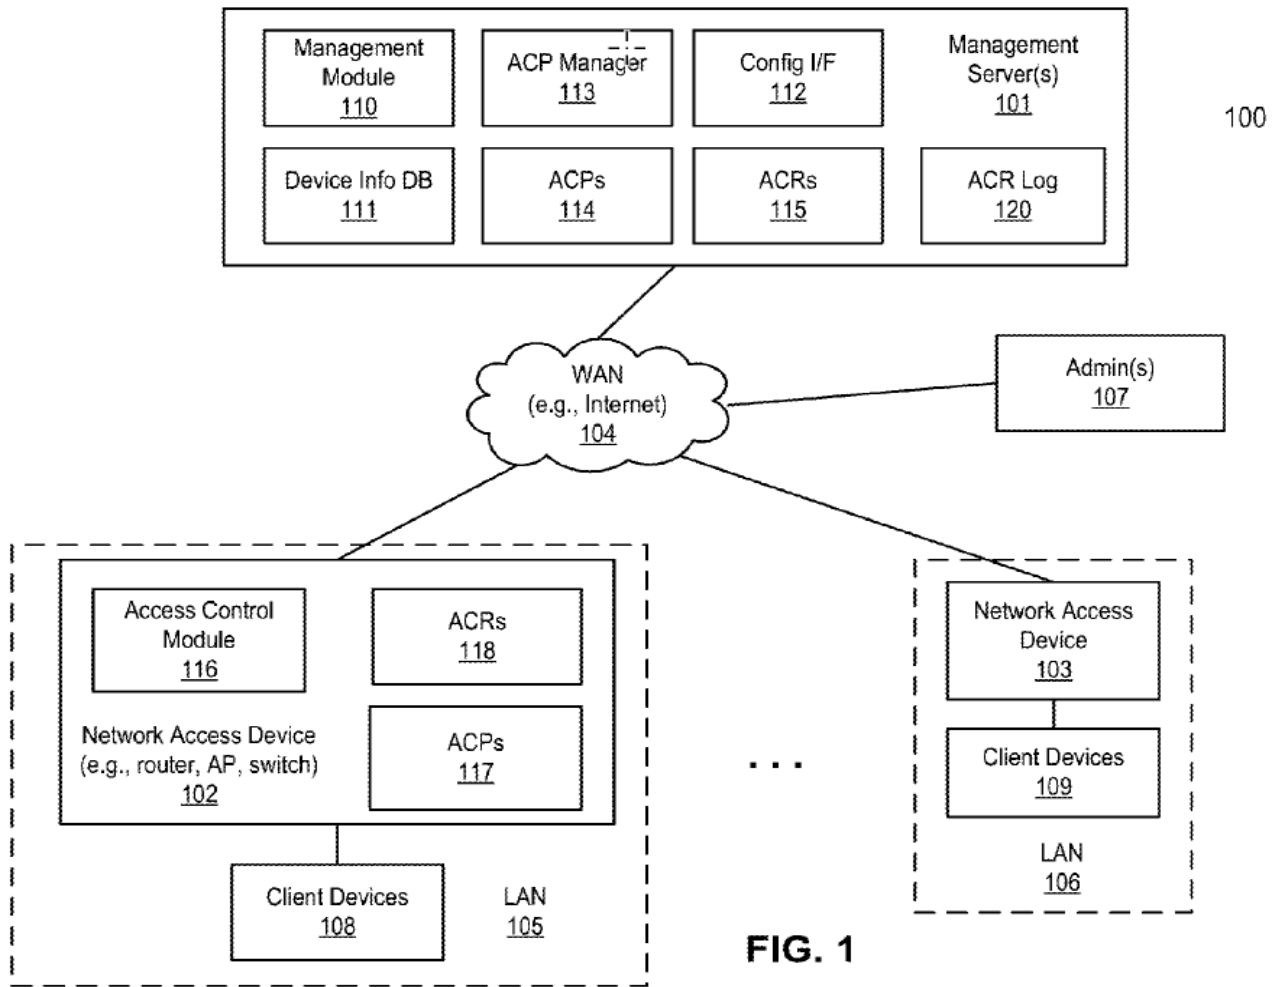 Management
Module
110
ACP Manager
113
Config I/F
112
Management
Server(s)
101
100
Device Info DB
111
ACPs
114
ACRs
115
ACR Log
120
WAN
(e.g., Internet)
104
Admin(s)
107
Access Control
Module
116
ACRs
118
Network Access Device
(e.g., router, AP, switch)
102
ACPs
117
. . .
Network Access
Device
103
Client Devices
109
LAN
106
Client Devices
108
LAN
105
FIG. 1